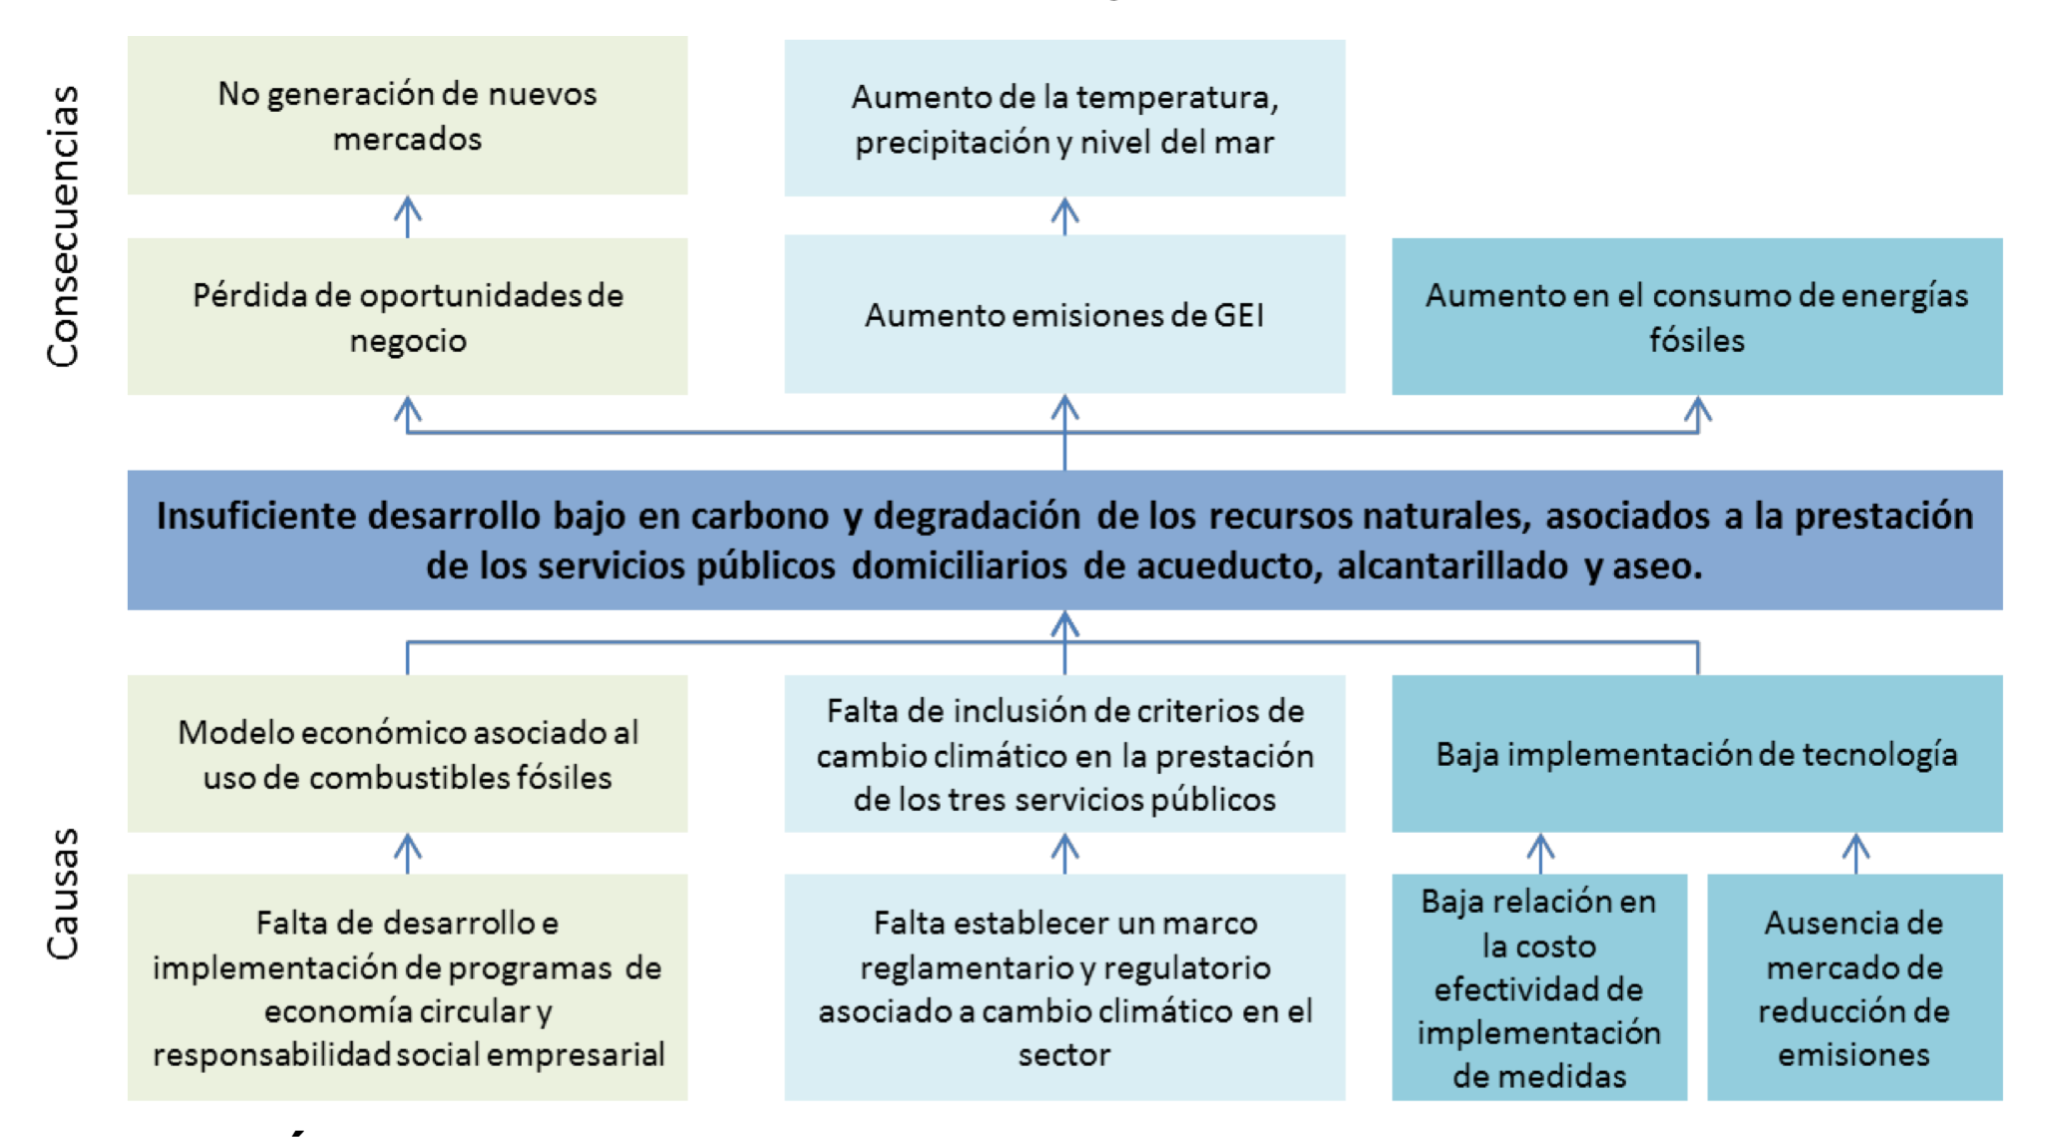 Consecuencias
No generación de nuevos
mercados
Aumento de la temperatura,
precipitación y nivel del mar
Pérdida de oportunidades de
negocio
Aumento emisiones de GEI
Aumento en el consumo de energías
fósiles
Insuficiente desarrollo bajo en carbono y degradación de los recursos naturales, asociados a la prestación
de los servicios públicos domiciliarios de acueducto, alcantarillado y aseo.
Causas
Modelo económico asociado al
uso de combustibles fósiles
Falta de inclusión de criterios de
cambio climático en la prestación
de los tres servicios públicos
Baja implementación de tecnología
Falta de desarrollo e
implementación de programas de
economía circular y
responsabilidad social empresarial
Falta establecer un marco
reglamentario y regulatorio
asociado a cambio climático en el
sector
Baja relación en
la costo
efectividad de
implementación
de medidas
Ausencia de
mercado de
reducción de
emisiones